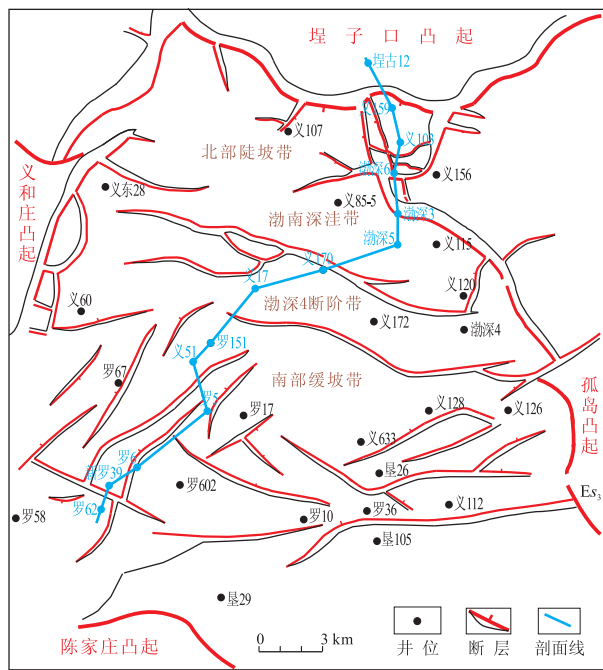 埕子口凸起
埕古12
义159
义107
义103
北部陡坡带
渤深6
义156
义和庄凸起
义东28
义85-5
渤深3
渤南深洼带
渤深5
义115
义170
义17
义120
渤深4断阶带
义60
义172
渤深4
罗151
义51
南部缓坡带
罗67
孤岛凸起
罗5
罗17
义128
义126
义633
罗6
垦26
新罗39
罗602
Es3
罗62
罗58
罗10
罗36
义112
垦105
垦29
陈家庄凸起
0 3 km
井位
断层
剖面线